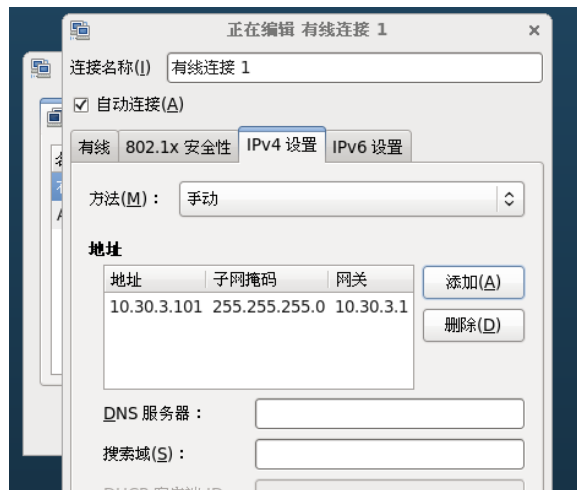 正在编辑 有线连接 1
连接名称(I) 有线连接 1
自动连接(A)
有线 802.1x 安全性 IPv4 设置 IPv6 设置
方法(M)： 手动
地址
地址 子网掩码 网关 添加(A)
10.30.3.101 255.255.255.0 10.30.3.1
删除(D)
DNS 服务器：
搜索域(S)：